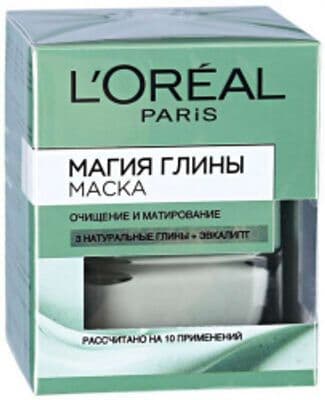 L'ORÉAL
PARIS
МАГИЯ ГЛИНЫ
МАСКА
ОЧИЩЕНИЕ И МАТИРОВАНИЕ
3 НАТУРАЛЬНЫЕ ГЛИНЫ + ЭВКАЛИПТ
РАССЧИТАНО НА 10 ПРИМЕНЕНИЙ